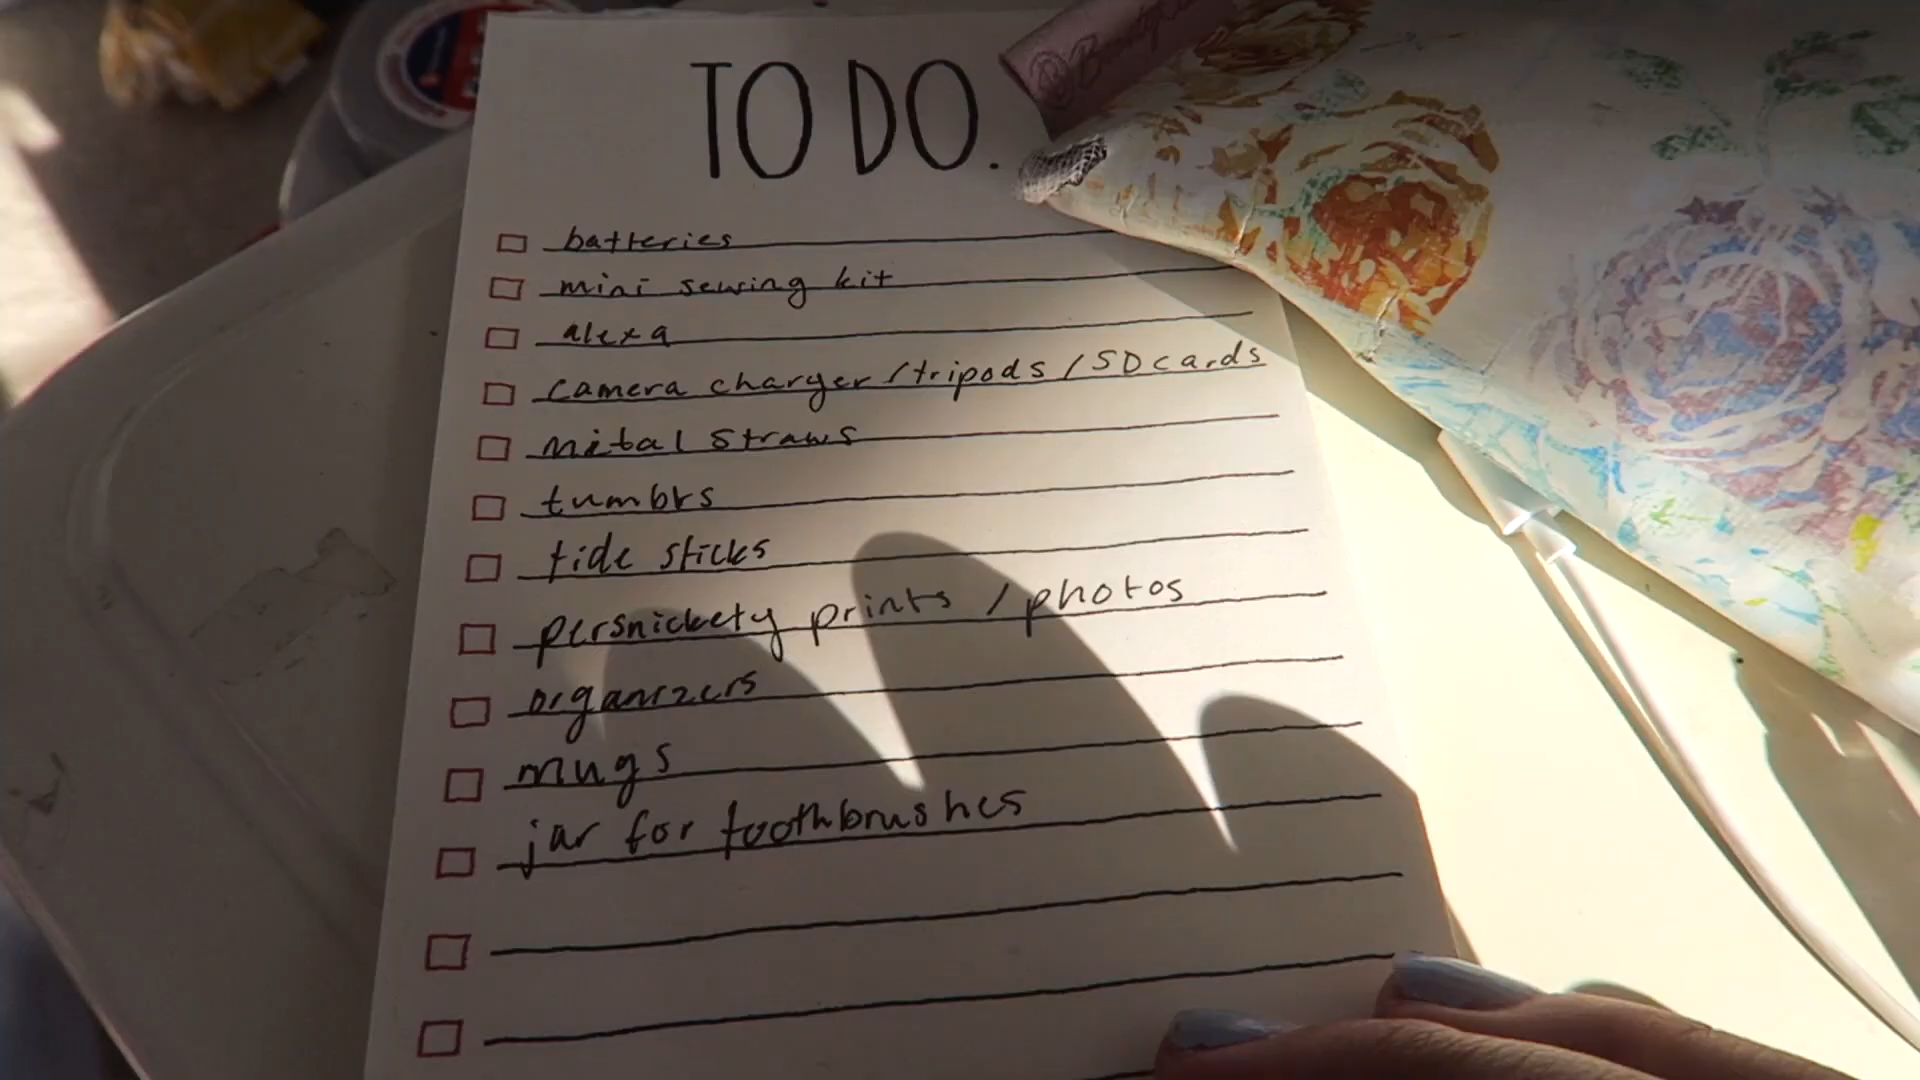 TO DO.
batteries
mini sewing kit
alexa
camera charger / tripods / SD cards
metal straws
tumblrs
tide sticks
persnickety prints / photos
organizers
mugs
jar for toothbrushes